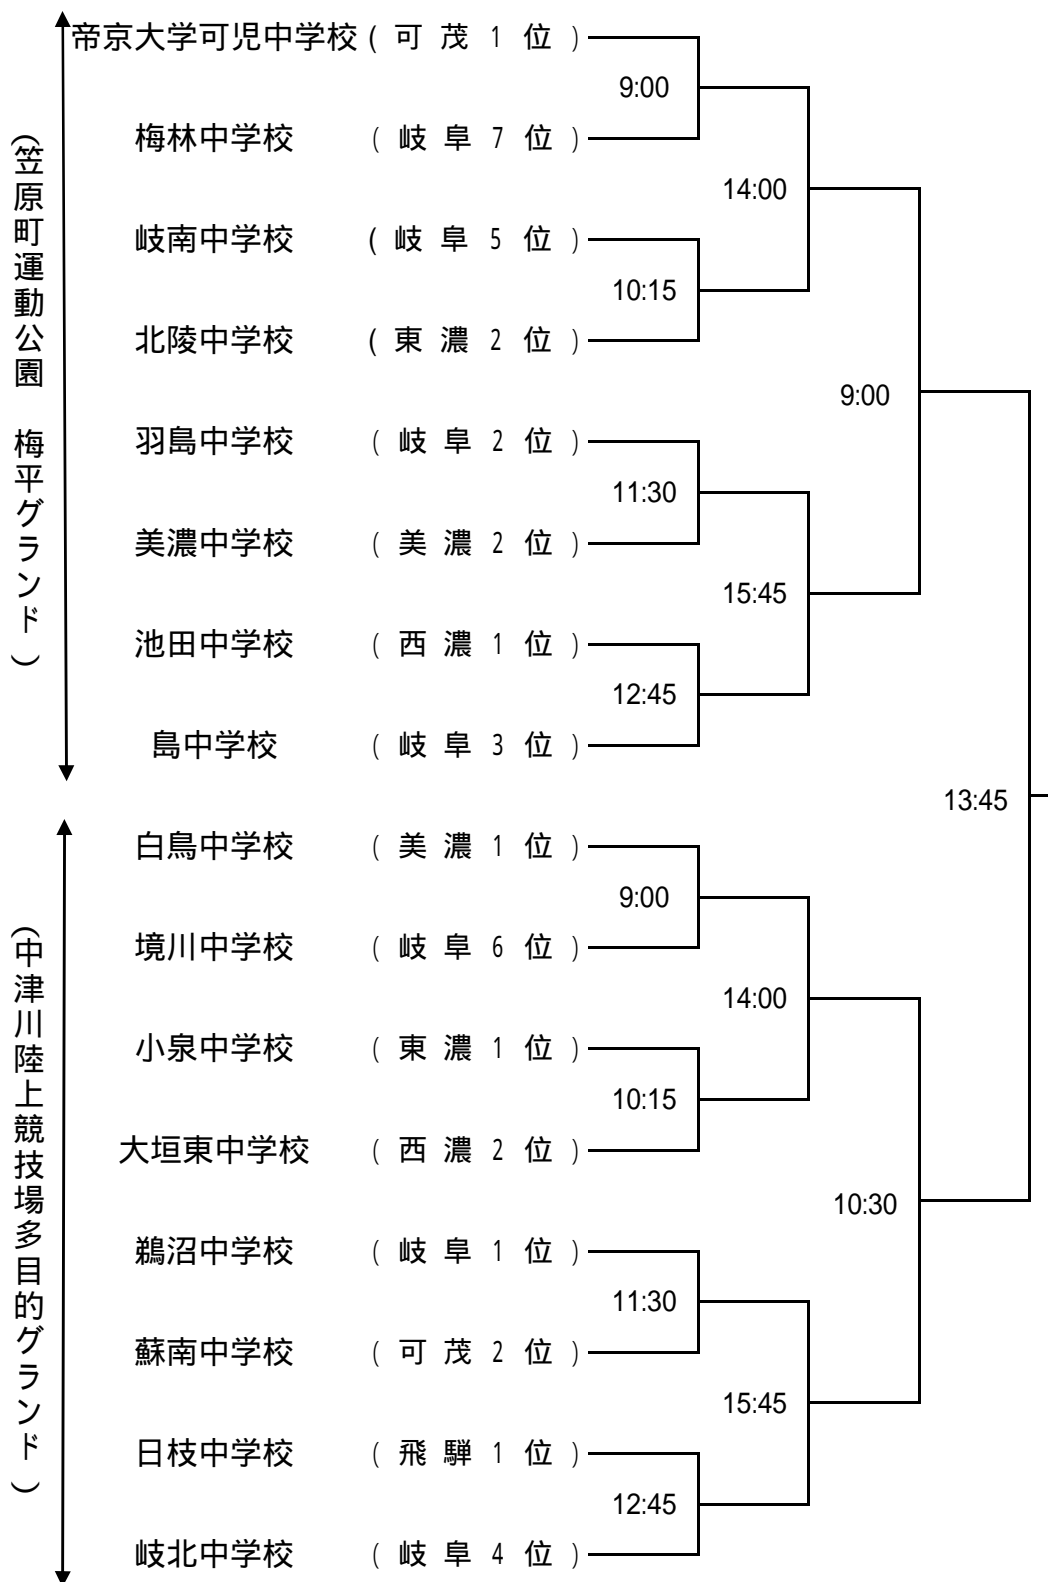 帝京大学可児中学校 (可茂1位)
9:00
梅林中学校 (岐阜7位)
14:00
岐南中学校 (岐阜5位)
10:15
北陵中学校 (東濃2位)
9:00
羽島中学校 (岐阜2位)
11:30
美濃中学校 (美濃2位)
15:45
池田中学校 (西濃1位)
12:45
島中学校 (岐阜3位)
(笠原町運動公園 梅平グランド)
13:45
白鳥中学校 (美濃1位)
9:00
境川中学校 (岐阜6位)
14:00
小泉中学校 (東濃1位)
10:15
大垣東中学校 (西濃2位)
10:30
鵜沼中学校 (岐阜1位)
11:30
蘇南中学校 (可茂2位)
15:45
日枝中学校 (飛騨1位)
12:45
岐北中学校 (岐阜4位)
(中津川陸上競技場多目的グランド)